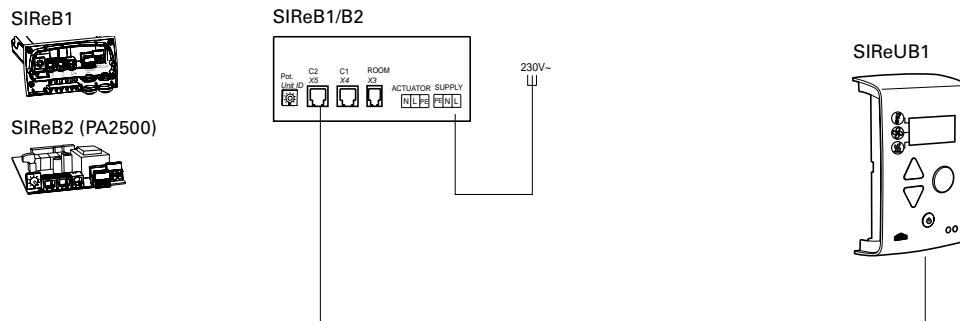 SIReB1
SIReB2 (PA2500)
SIReB1/B2
Pot.
Unit ID
C2
X5
C1
X4
ROOM
X3
ACTUATOR SUPPLY
N L PE PE N L
230V~
SIReUB1